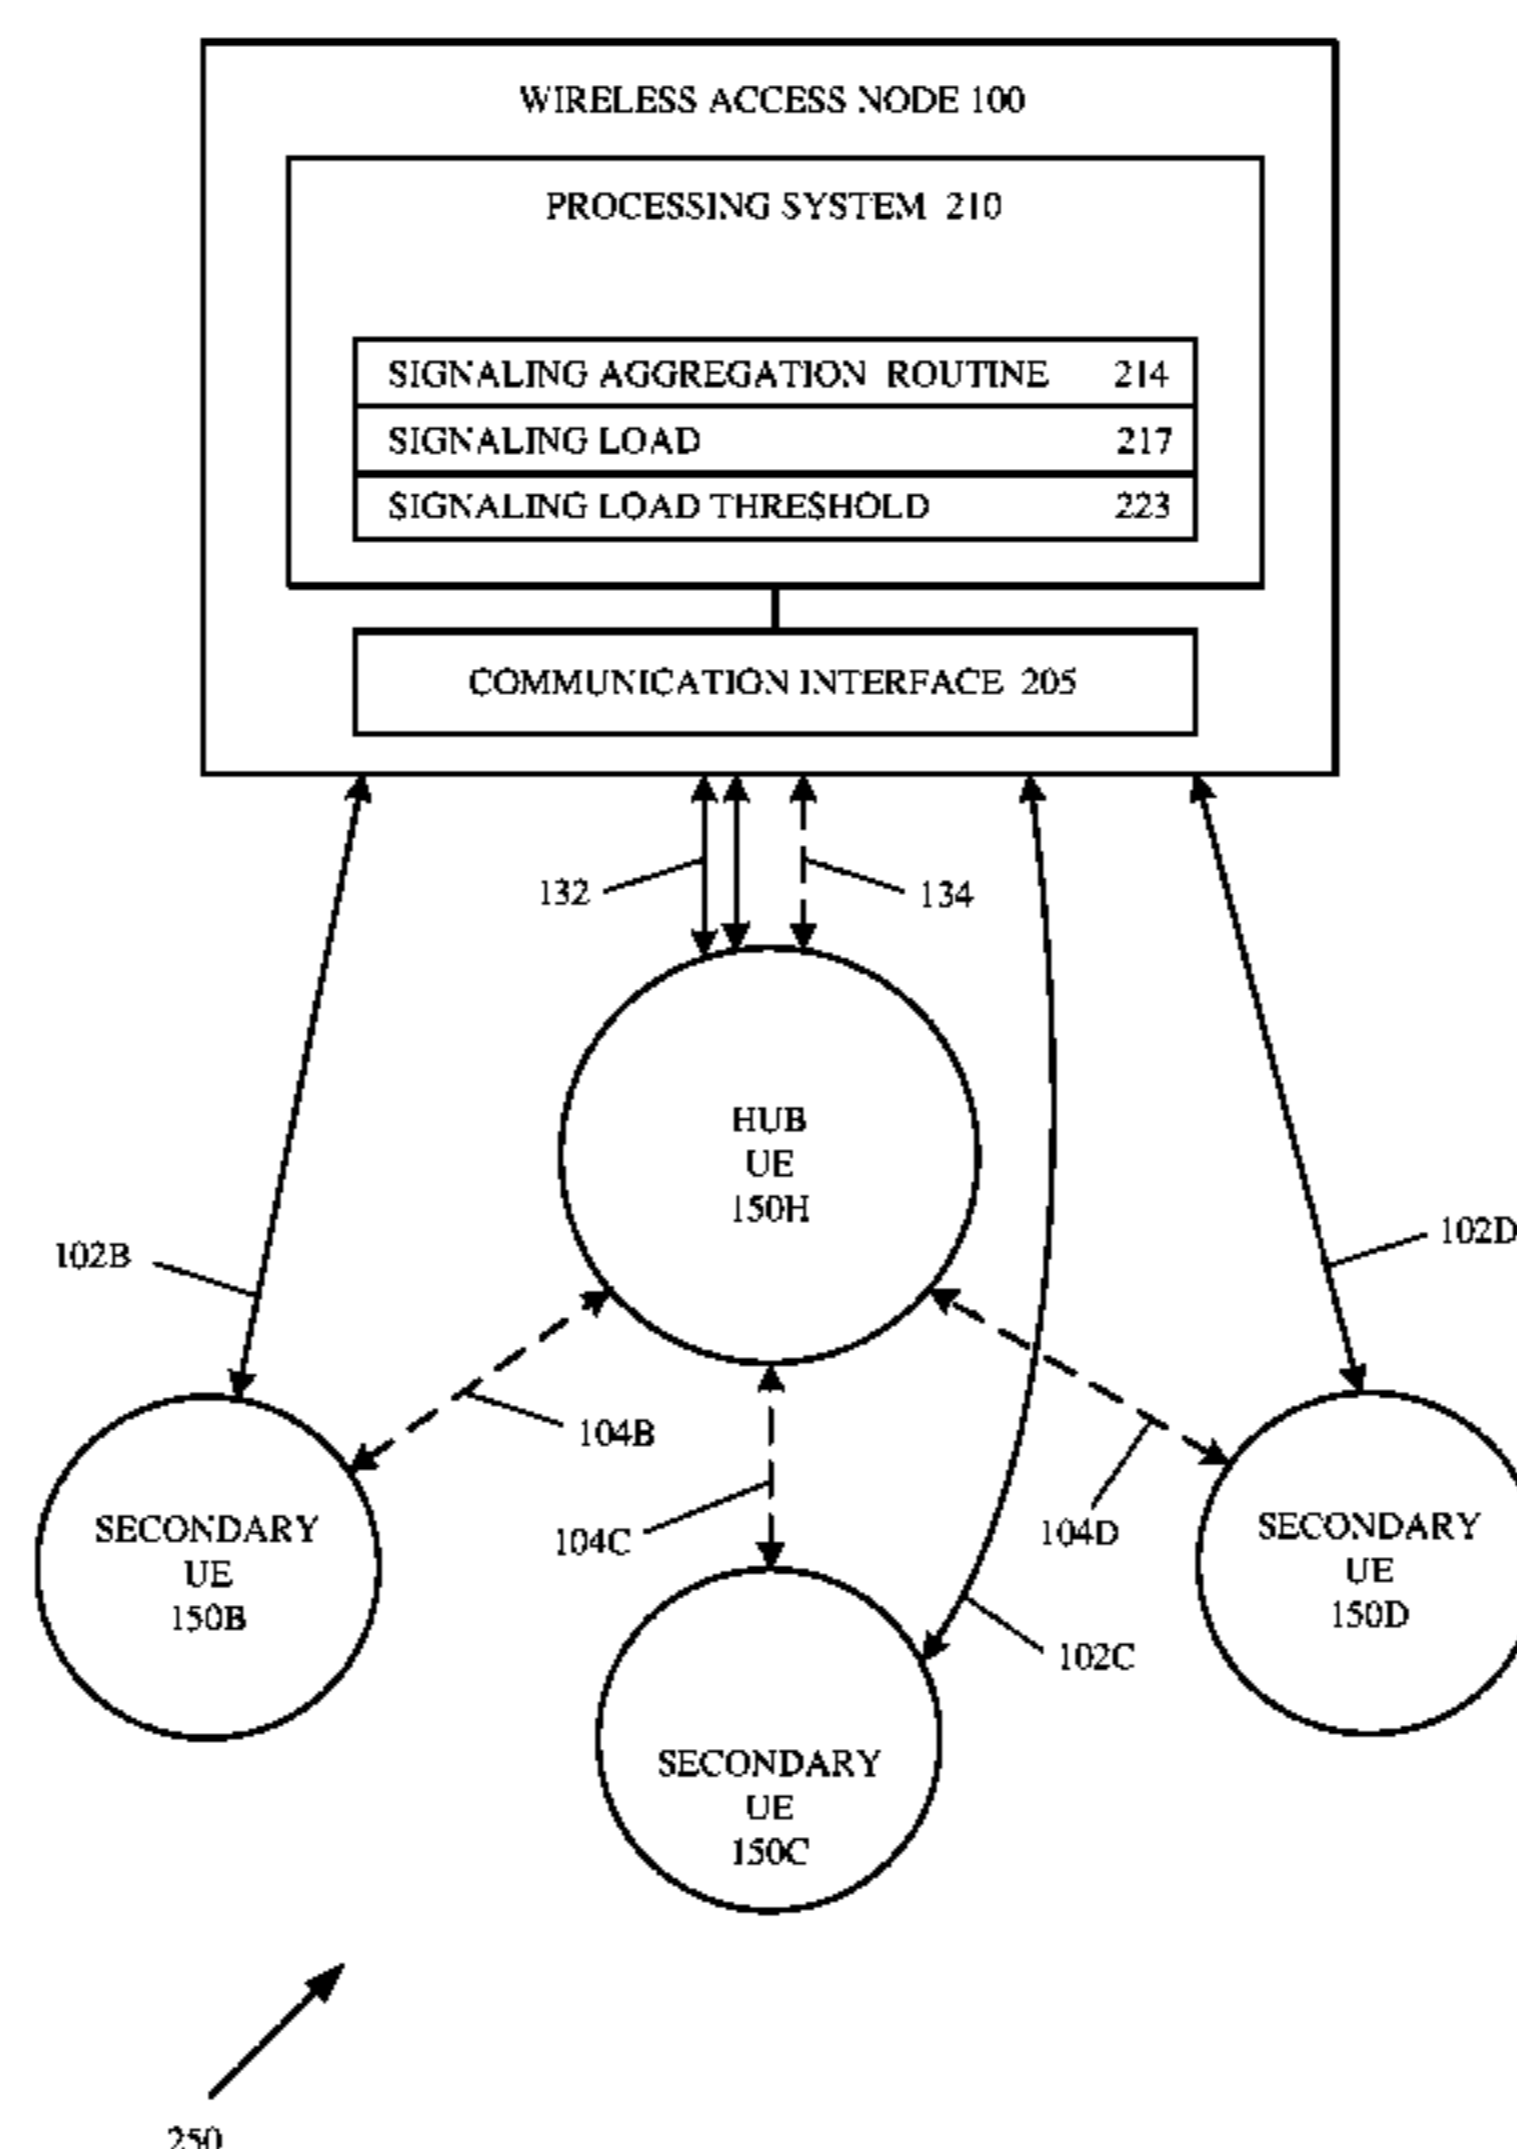 WIRELESS ACCESS NODE 100
PROCESSING SYSTEM 210
SIGNALING AGGREGATION ROUTINE 214
SIGNALING LOAD 217
SIGNALING LOAD THRESHOLD 223
COMMUNICATION INTERFACE 205
132
134
HUB
UE
150H
102B
102D
104B
104C
104D
SECONDARY
UE
150B
SECONDARY
UE
150D
102C
SECONDARY
UE
150C
250